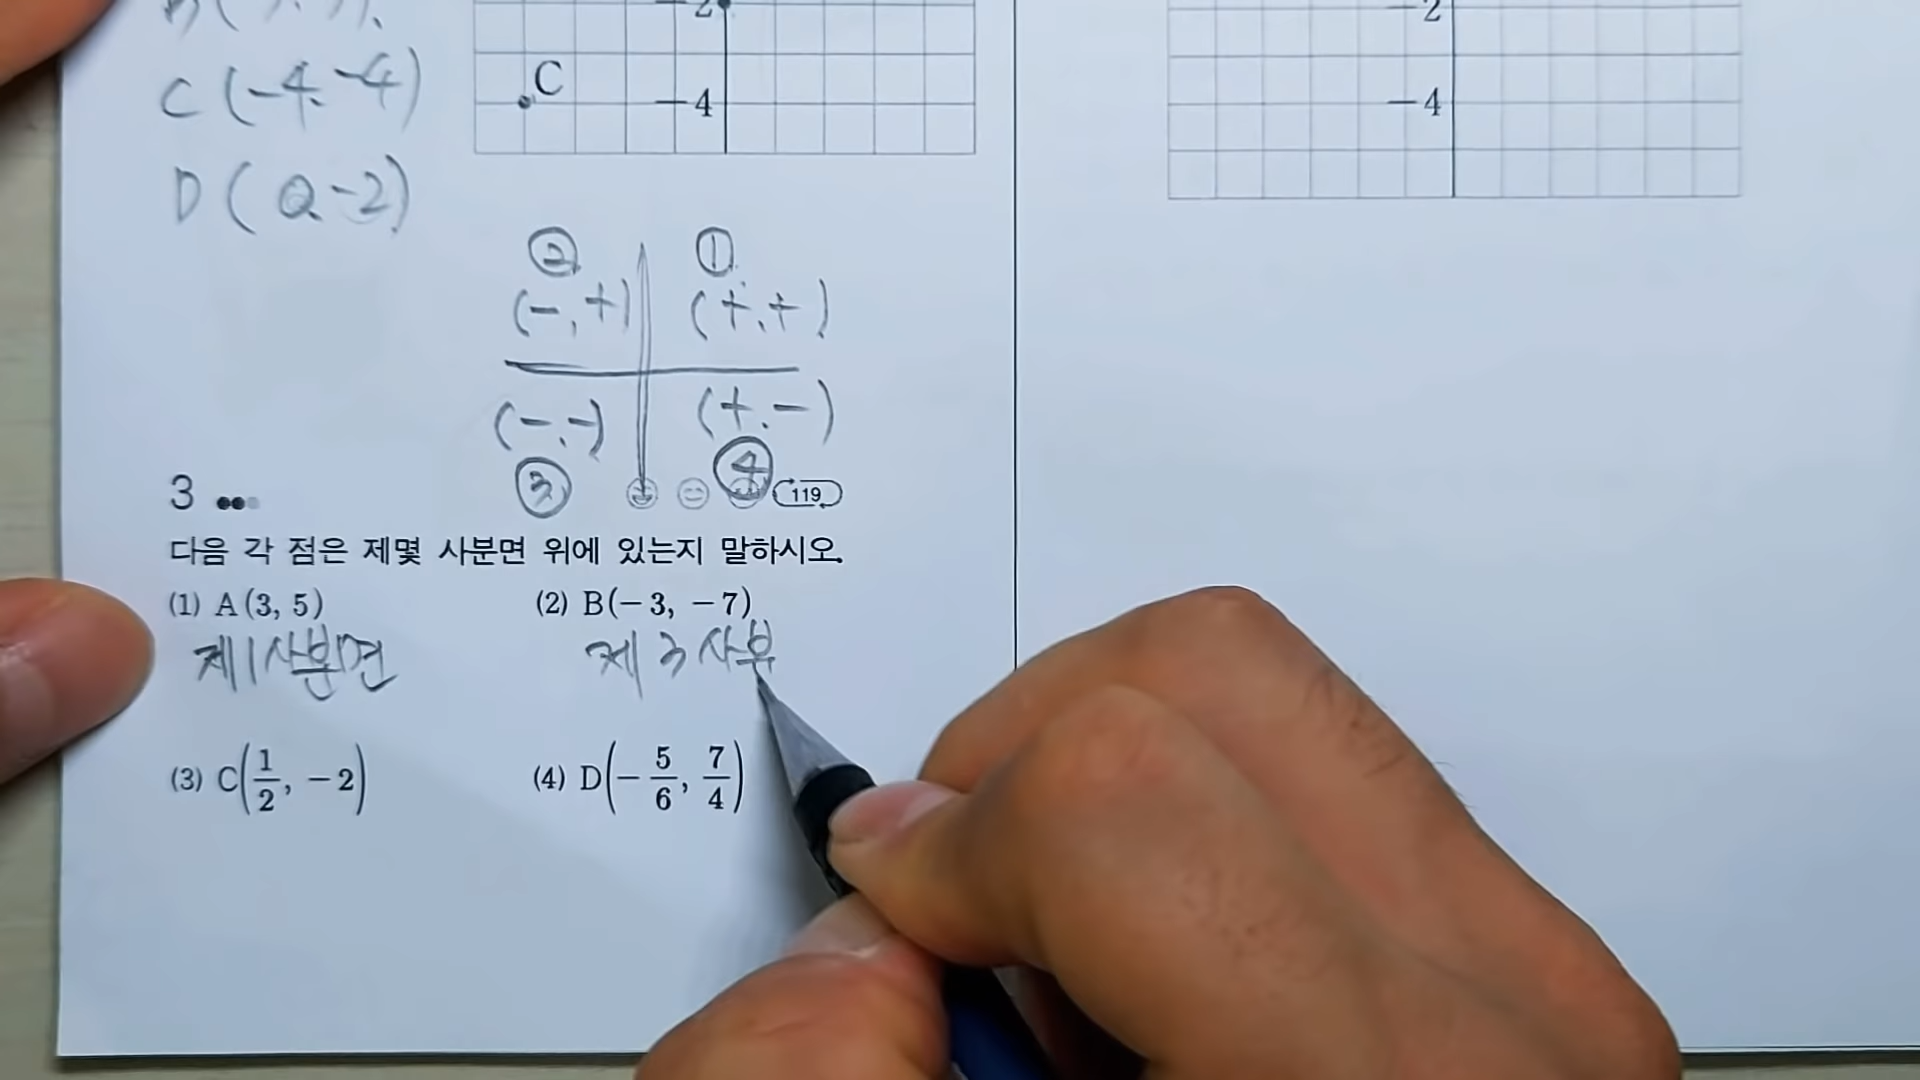 C(-4, -4)
D(0, -2)
-2
C
-4
-2
-4
② ①
(-, +) (+, +)
(-, -) (+, -)
③ ④
3
119
다음 각 점은 제몇 사분면 위에 있는지 말하시오.
(1) A(3, 5) (2) B(-3, -7)
제1사분면 제3사분
(3) C(1/2, -2) (4) D(-5/6, 7/4)